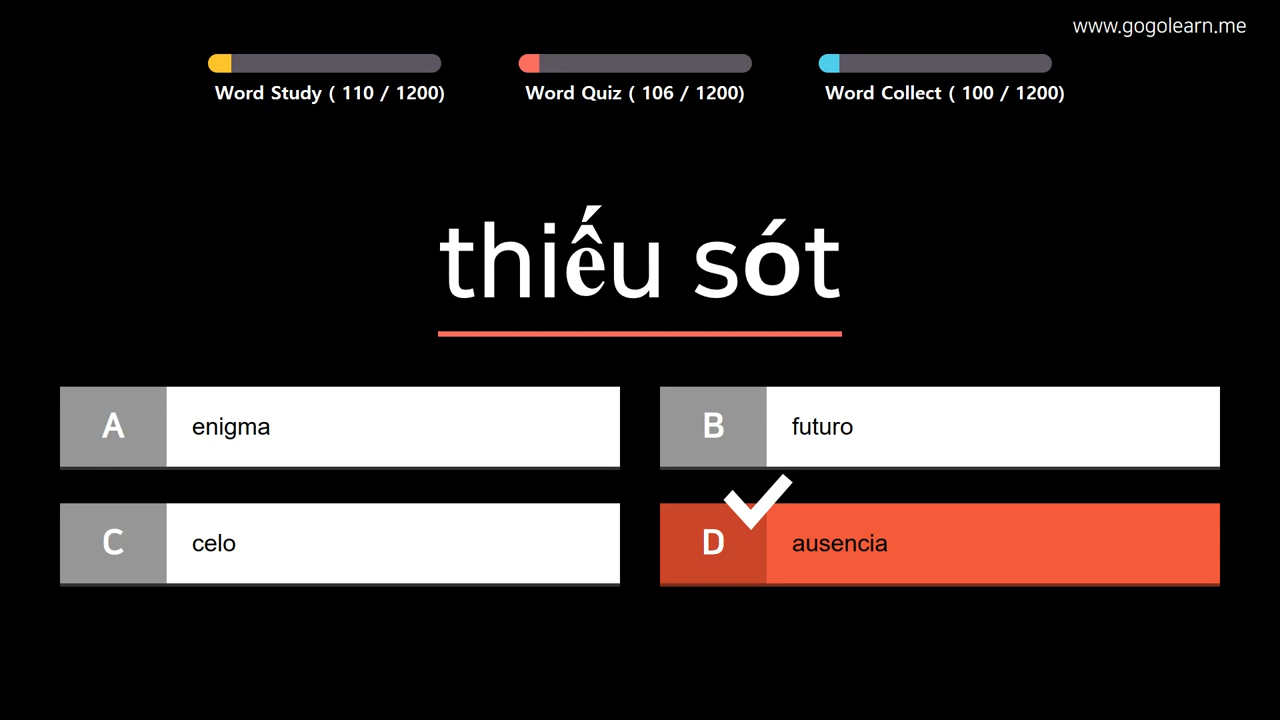 www.gogolearn.me
Word Study ( 110 / 1200)
Word Quiz ( 106 / 1200)
Word Collect ( 100 / 1200)
thiếu sót
A enigma
B futuro
C celo
D ausencia